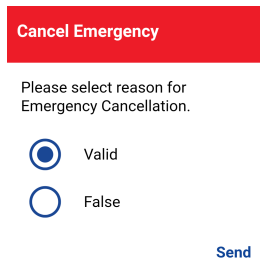 Cancel Emergency
Please select reason for
Emergency Cancellation.
Valid
False
Send